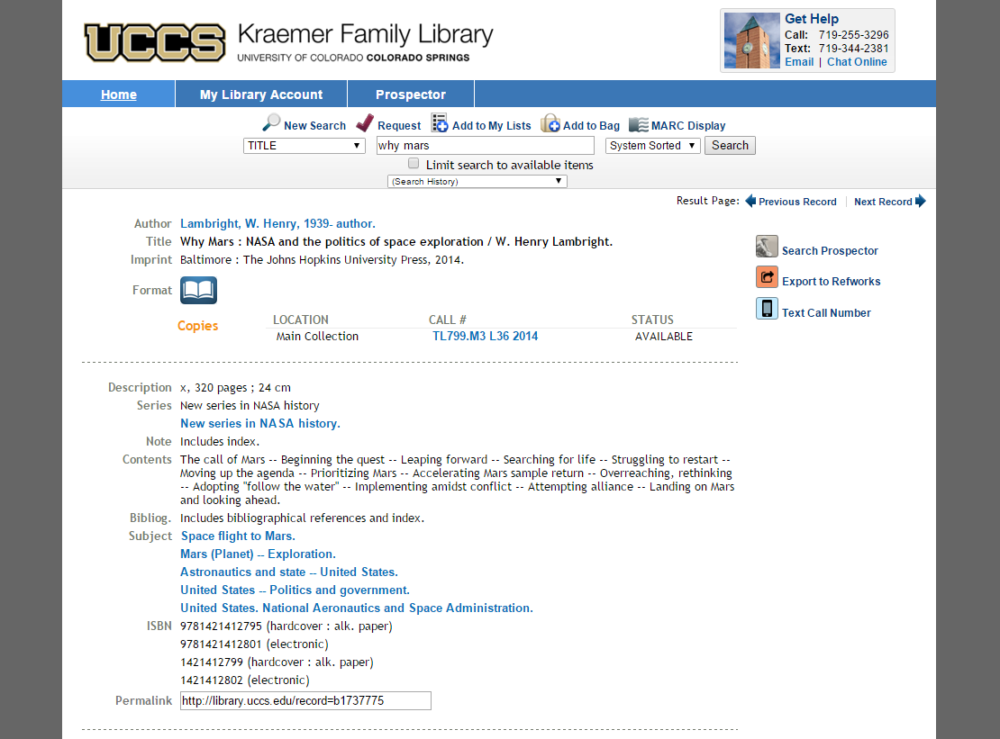 UCCS Kraemer Family Library
UNIVERSITY OF COLORADO COLORADO SPRINGS
Get Help
Call: 719-255-3296
Text: 719-344-2381
Email | Chat Online
Home My Library Account Prospector
New Search Request Add to My Lists Add to Bag MARC Display
TITLE why mars System Sorted Search
Limit search to available items
(Search History)
Result Page: Previous Record | Next Record
Author Lambright, W. Henry, 1939- author.
Title Why Mars : NASA and the politics of space exploration / W. Henry Lambright.
Imprint Baltimore : The Johns Hopkins University Press, 2014.
Format
Search Prospector
Export to Refworks
Text Call Number
Copies LOCATION CALL # STATUS
Main Collection TL799.M3 L36 2014 AVAILABLE
Description x, 320 pages ; 24 cm
Series New series in NASA history
New series in NASA history.
Note Includes index.
Contents The call of Mars -- Beginning the quest -- Leaping forward -- Searching for life -- Struggling to restart --
Moving up the agenda -- Prioritizing Mars -- Accelerating Mars sample return -- Overreaching, rethinking
-- Adopting "follow the water" -- Implementing amidst conflict -- Attempting alliance -- Landing on Mars
and looking ahead.
Bibliog. Includes bibliographical references and index.
Subject Space flight to Mars.
Mars (Planet) -- Exploration.
Astronautics and state -- United States.
United States -- Politics and government.
United States. National Aeronautics and Space Administration.
ISBN 9781421412795 (hardcover : alk. paper)
9781421412801 (electronic)
1421412799 (hardcover : alk. paper)
1421412802 (electronic)
Permalink http://library.uccs.edu/record=b1737775